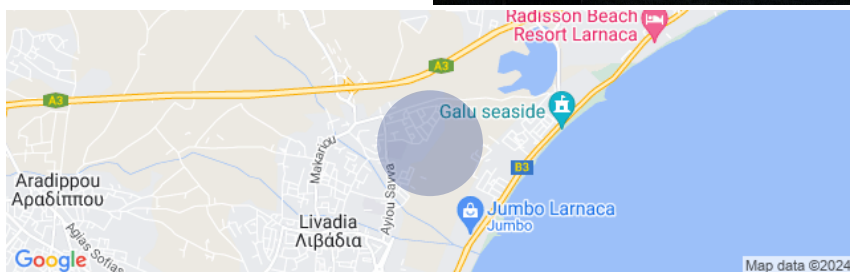 Radisson Beach
Resort Larnaca
A3
A3
Galu seaside
Makariou
B3
Aradippou
Αραδίππου
Ayiou Savva
Livadia
Λιβάδια
Jumbo Larnaca
Jumbo
Agias Sofias
Google
Map data ©2024